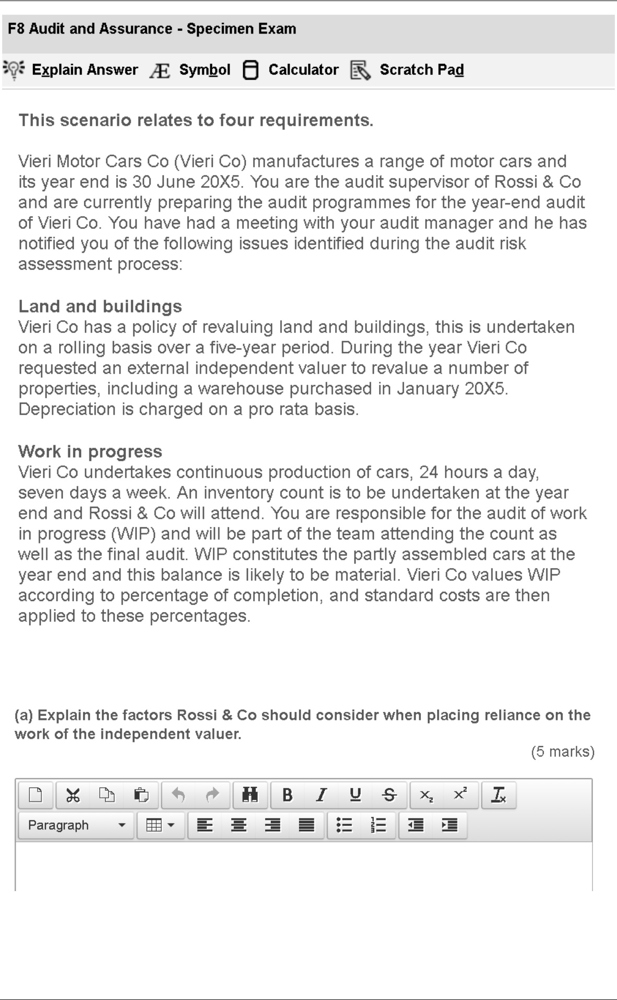 F8 Audit and Assurance - Specimen Exam
Explain Answer Æ Symbol Calculator Scratch Pad
This scenario relates to four requirements.
Vieri Motor Cars Co (Vieri Co) manufactures a range of motor cars and
its year end is 30 June 20X5. You are the audit supervisor of Rossi & Co
and are currently preparing the audit programmes for the year-end audit
of Vieri Co. You have had a meeting with your audit manager and he has
notified you of the following issues identified during the audit risk
assessment process:
Land and buildings
Vieri Co has a policy of revaluing land and buildings, this is undertaken
on a rolling basis over a five-year period. During the year Vieri Co
requested an external independent valuer to revalue a number of
properties, including a warehouse purchased in January 20X5.
Depreciation is charged on a pro rata basis.
Work in progress
Vieri Co undertakes continuous production of cars, 24 hours a day,
seven days a week. An inventory count is to be undertaken at the year
end and Rossi & Co will attend. You are responsible for the audit of work
in progress (WIP) and will be part of the team attending the count as
well as the final audit. WIP constitutes the partly assembled cars at the
year end and this balance is likely to be material. Vieri Co values WIP
according to percentage of completion, and standard costs are then
applied to these percentages.
(a) Explain the factors Rossi & Co should consider when placing reliance on the
work of the independent valuer.
(5 marks)
B I U S x₂ x² Ix
Paragraph